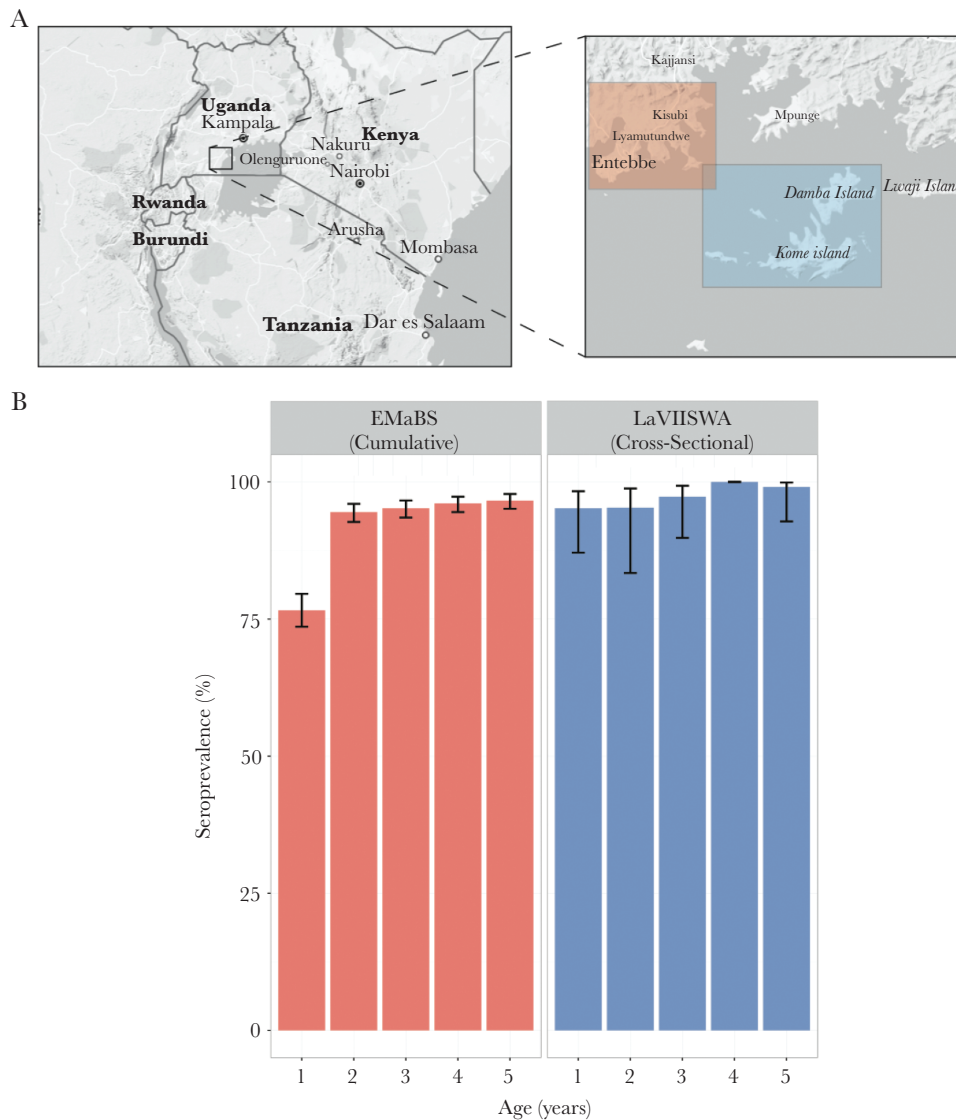 A
Uganda
Kampala
Kenya
Nakuru
Olenguruone
Nairobi
Rwanda
Burundi
Arusha
Mombasa
Tanzania
Dar es Salaam
Kajjansi
Kisubi
Mpunge
Lyamutundwe
Entebbe
Damba Island
Lwaji Island
Kome island
B
EMaBS
(Cumulative)
LaVIISWA
(Cross-Sectional)
100
75
50
25
0
Seroprevalence (%)
1 2 3 4 5 1 2 3 4 5
Age (years)